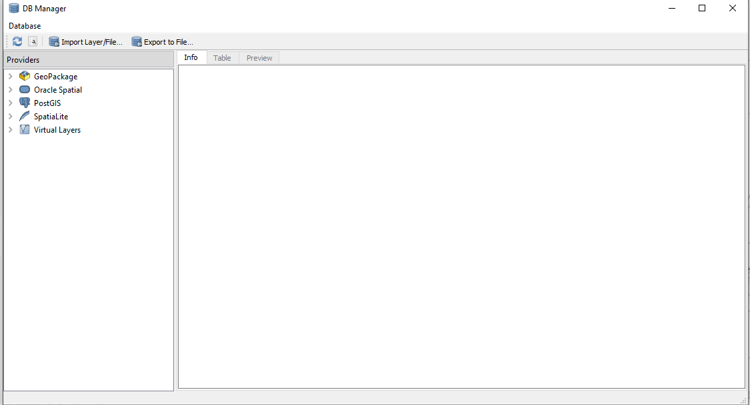 DB Manager
Database
Import Layer/File... Export to File...
Providers
Info Table Preview
GeoPackage
Oracle Spatial
PostGIS
SpatiaLite
Virtual Layers